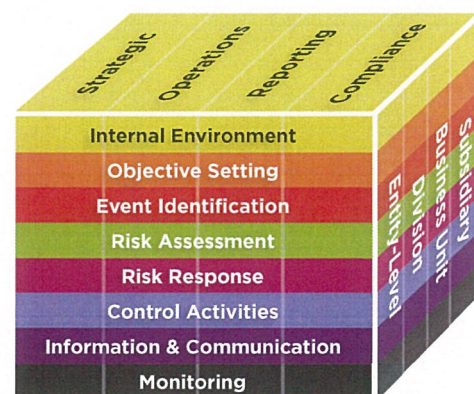 Strategic
Operations
Reporting
Compliance
Internal Environment
Objective Setting
Event Identification
Risk Assessment
Risk Response
Control Activities
Information & Communication
Monitoring
Entity-Level
Division
Business Unit
Subsidiary